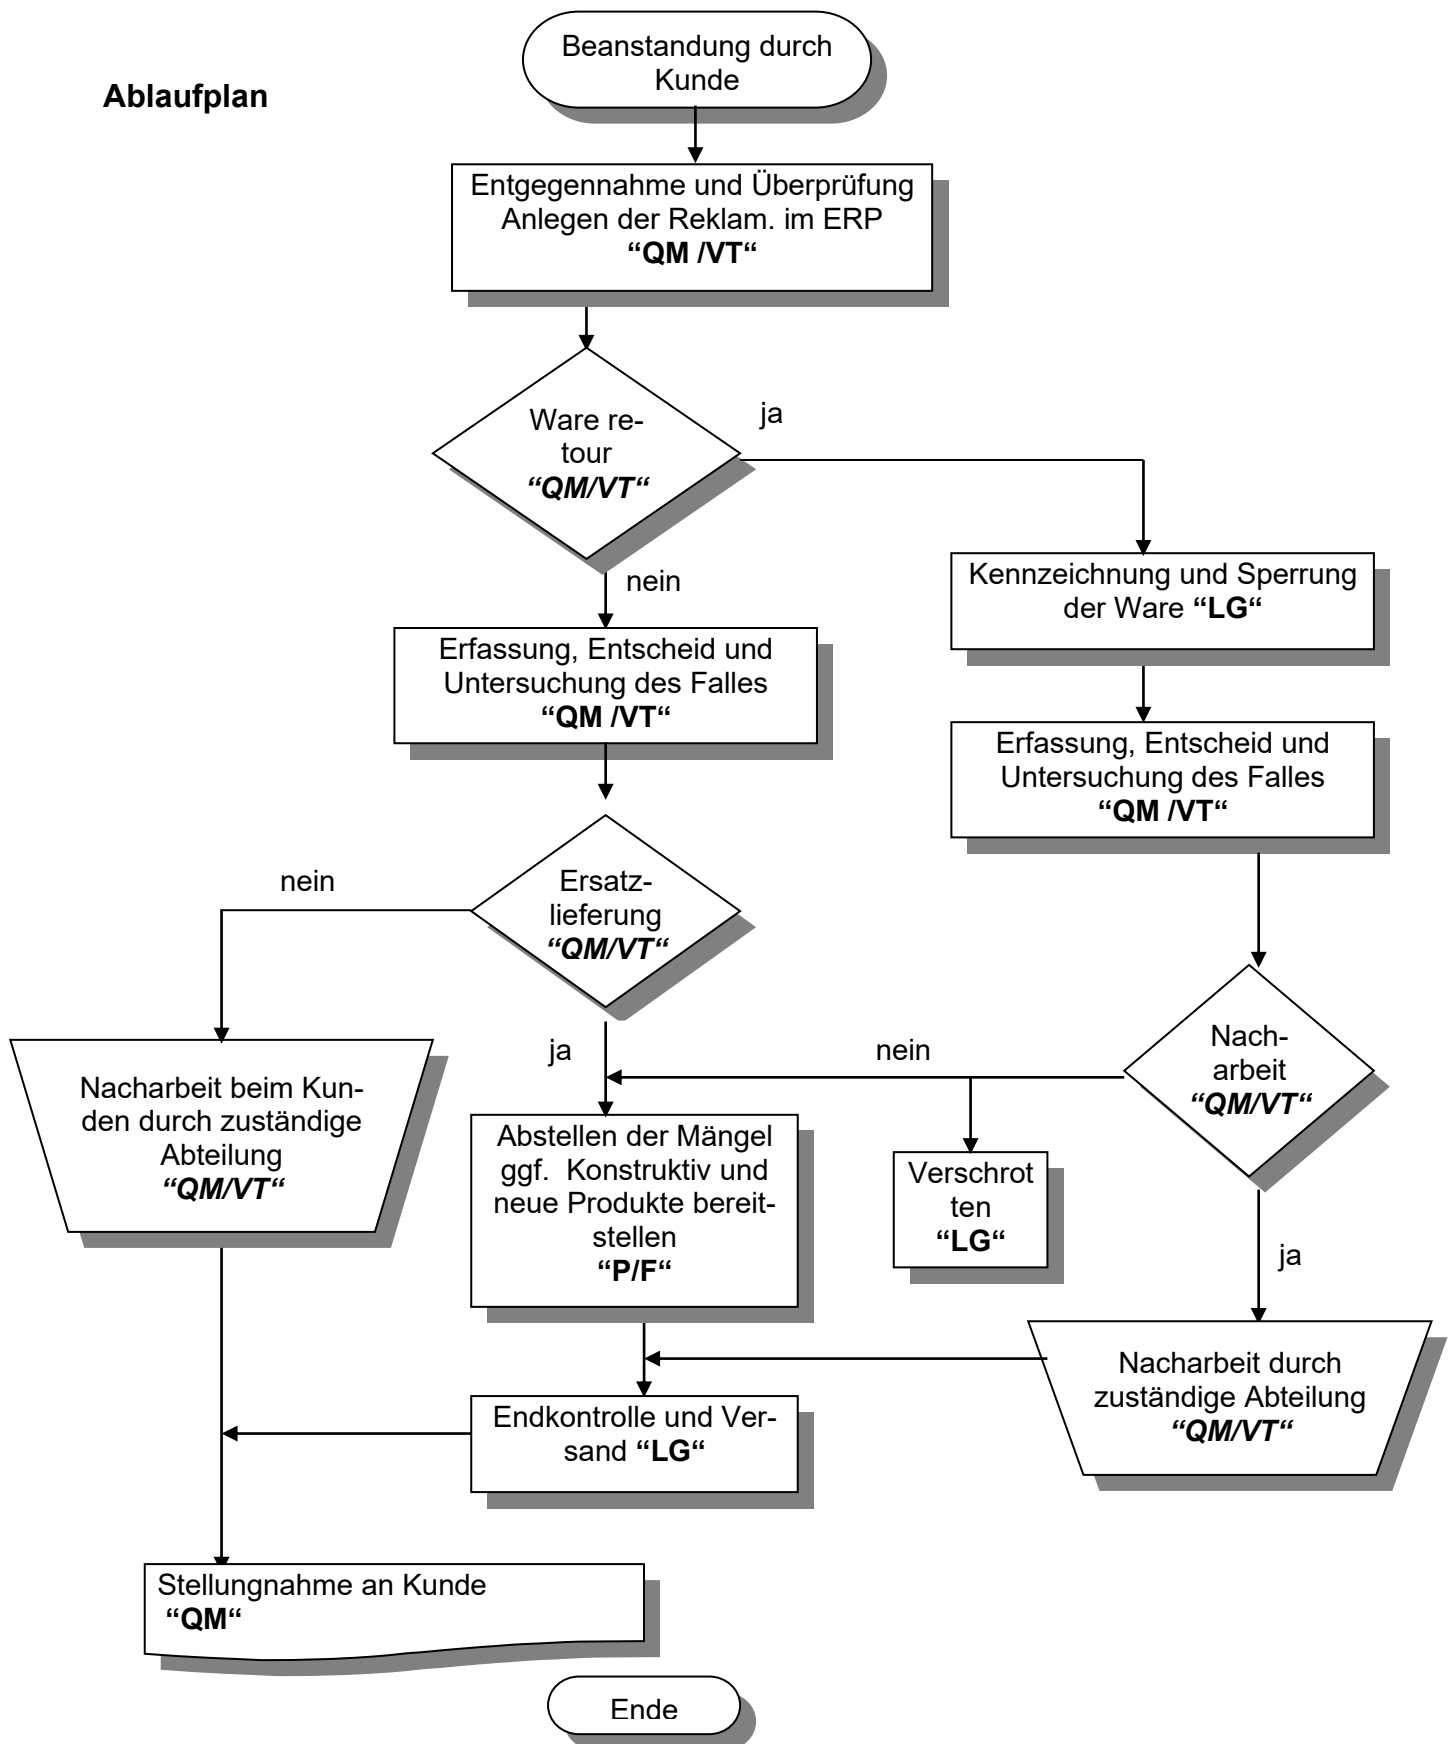 Beanstandung durch
Kunde
Ablaufplan
Entgegennahme und Überprüfung
Anlegen der Reklam. im ERP
“QM /VT“
Ware re-
tour
“QM/VT“
ja
nein
Kennzeichnung und Sperrung
der Ware “LG“
Erfassung, Entscheid und
Untersuchung des Falles
“QM /VT“
Erfassung, Entscheid und
Untersuchung des Falles
“QM /VT“
nein
Ersatz-
lieferung
“QM/VT“
ja
nein
Nach-
arbeit
“QM/VT“
Nacharbeit beim Kun-
den durch zuständige
Abteilung
“QM/VT“
Abstellen der Mängel
ggf.  Konstruktiv und
neue Produkte bereit-
stellen
“P/F“
Verschrot
ten
“LG“
ja
Nacharbeit durch
zuständige Abteilung
“QM/VT“
Endkontrolle und Ver-
sand “LG“
Stellungnahme an Kunde
“QM“
Ende